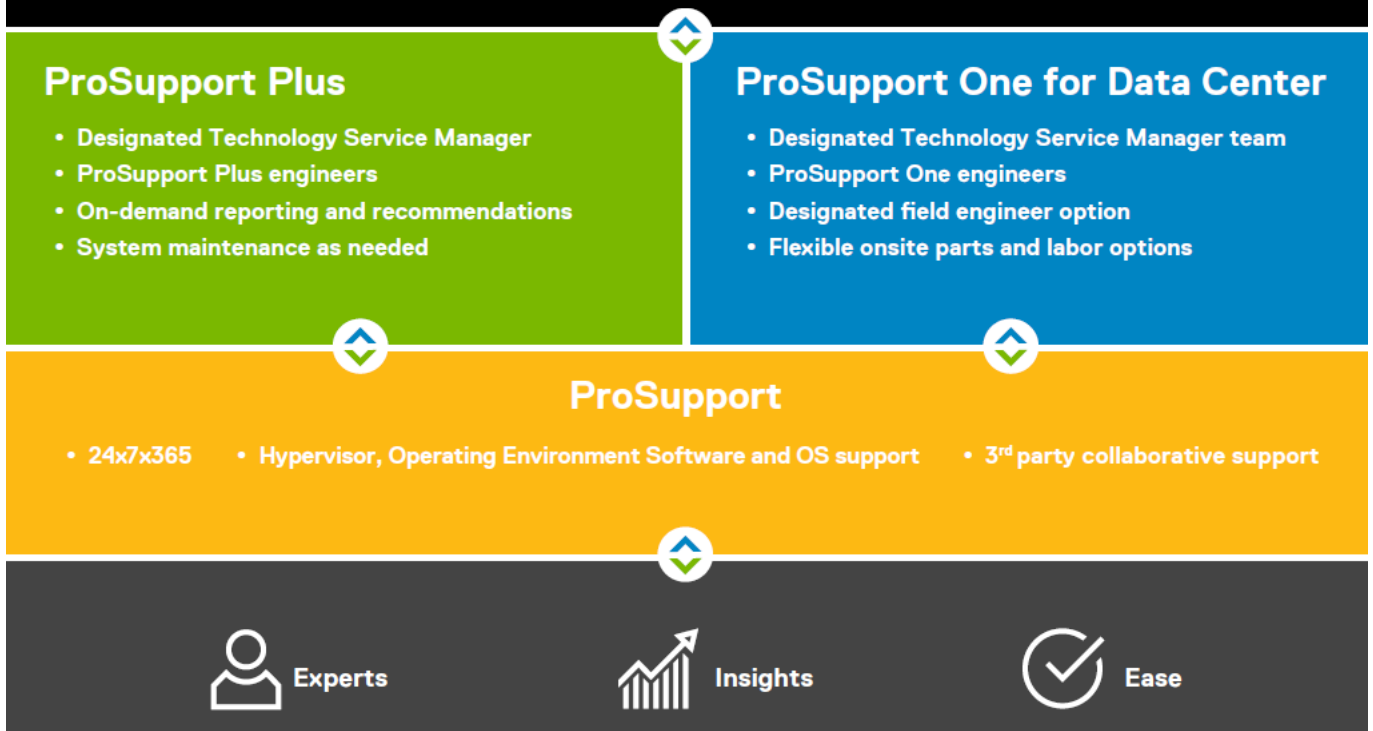 ProSupport Plus
• Designated Technology Service Manager
• ProSupport Plus engineers
• On-demand reporting and recommendations
• System maintenance as needed
ProSupport One for Data Center
• Designated Technology Service Manager team
• ProSupport One engineers
• Designated field engineer option
• Flexible onsite parts and labor options
ProSupport
• 24x7x365 • Hypervisor, Operating Environment Software and OS support • 3rd party collaborative support
Experts Insights Ease